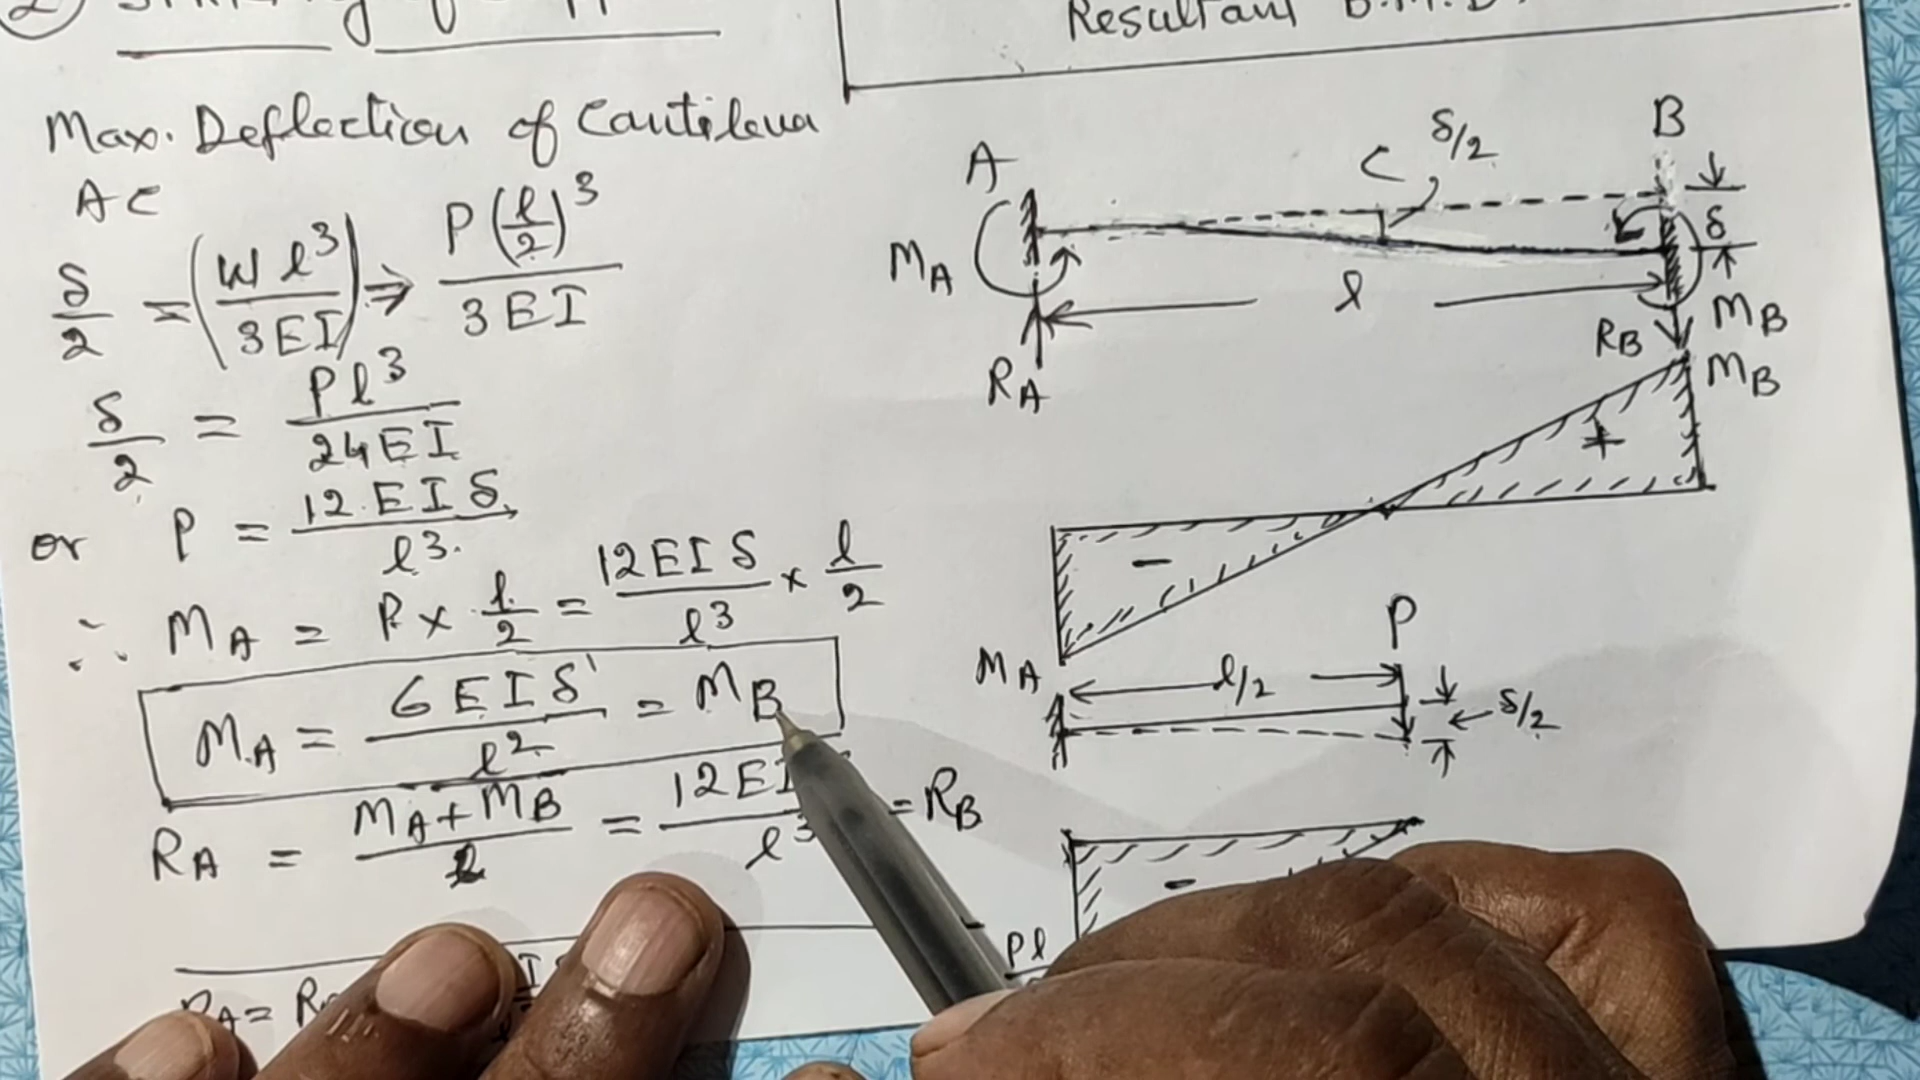 2
Resultant B.M.D.
Max. Deflection of Cantilever
AC
δ/2 = (Wl³/3EI) ⇒ P(l/2)³/3EI
δ/2 = Pl³/24EI
or P = 12EIδ/l³
∴ MA = P × l/2 = 12EIδ/l³ × l/2
MA = 6EIδ/l² = MB
RA = MA+MB/l = 12EI l³ = RB
RA =
A
C
δ/2
B
MA
δ
l
RB
MB
RA
MB
+
-
MA
P
l/2
δ/2
-
Pl